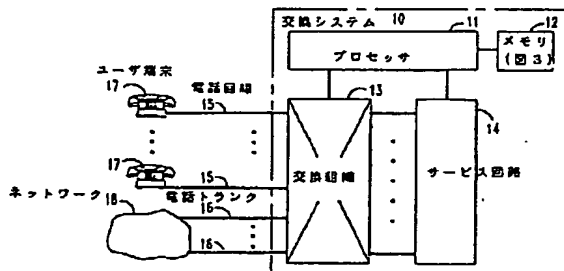 交換システム 10
11
12
プロセッサ
メモリ
(図3)
ユーザ端末
17
電話回線
15
13
14
17
15
交換組織
サービス回路
ネットワーク
電話トランク
18
16
16